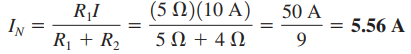 I_N = R_1I / (R_1 + R_2) = (5 Ω)(10 A) / (5 Ω + 4 Ω) = 50 A / 9 = 5.56 A